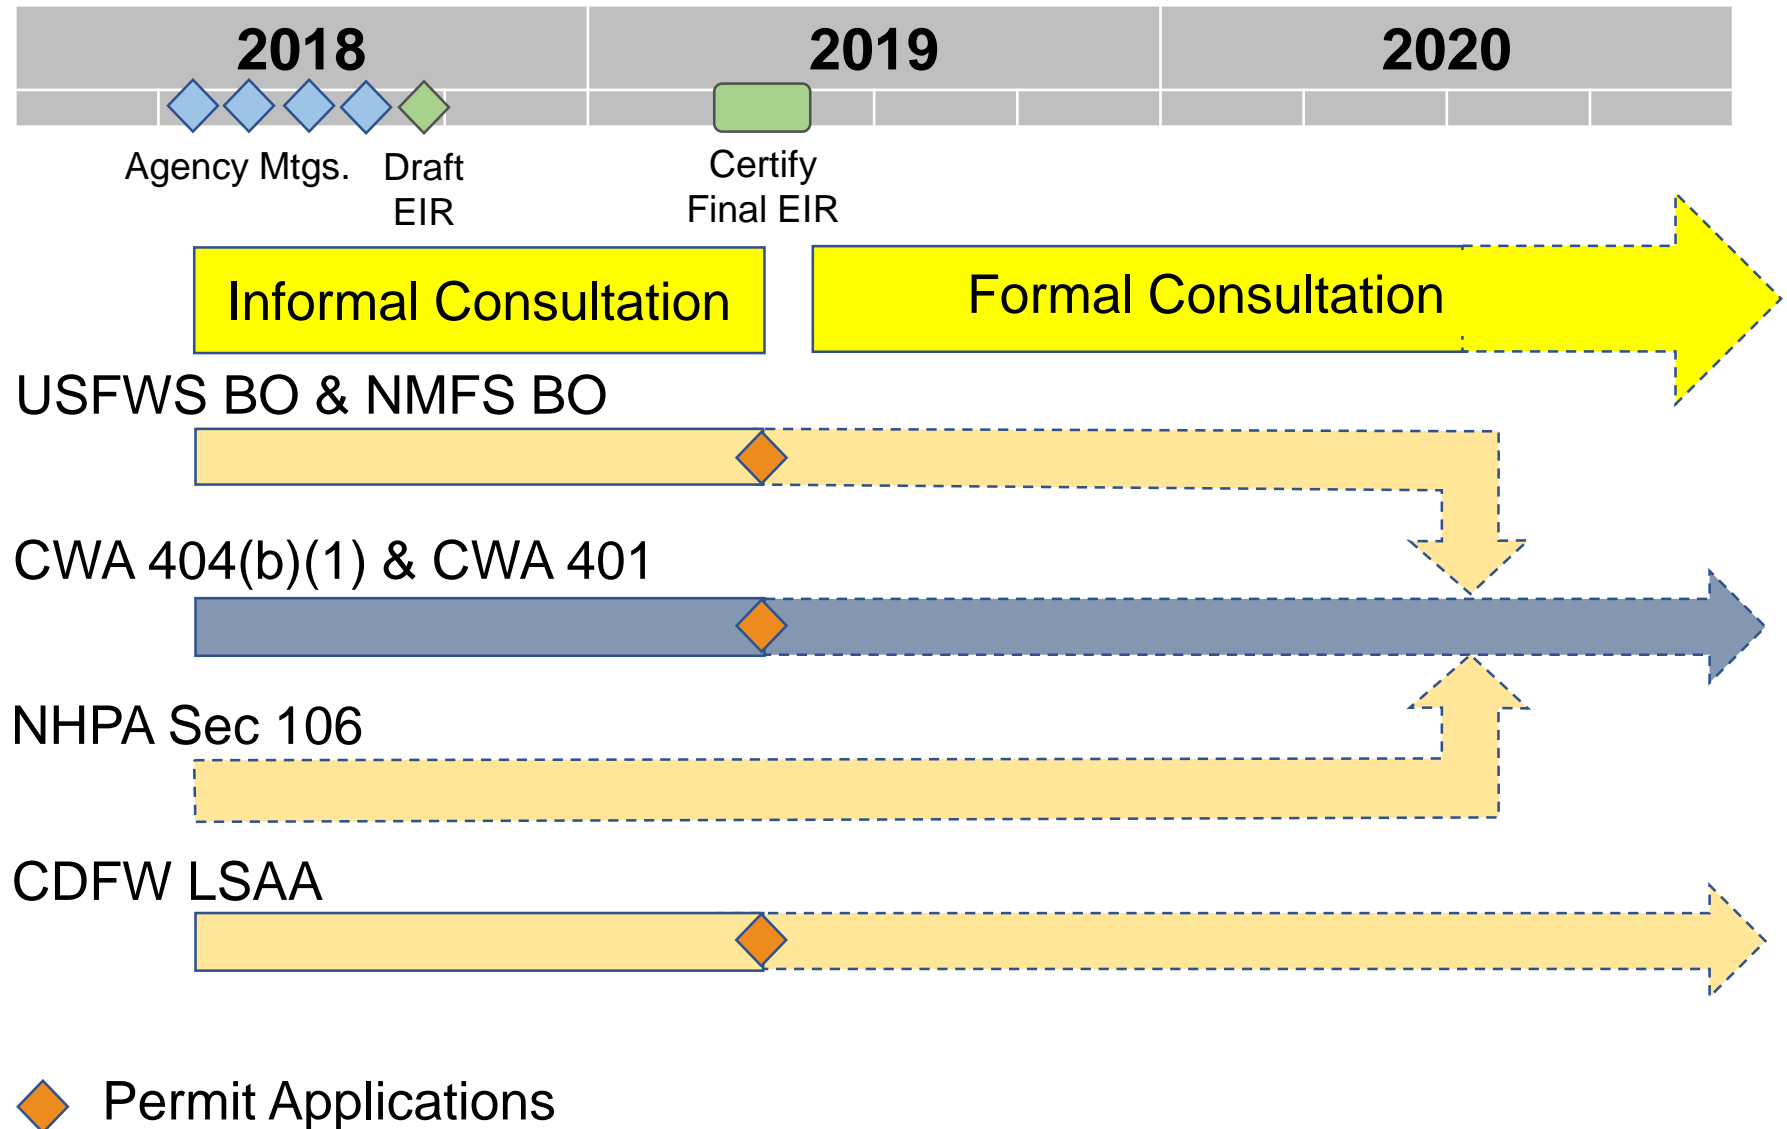 2018
2019
2020
Agency Mtgs.
Draft
EIR
Certify
Final EIR
Informal Consultation
Formal Consultation
USFWS BO & NMFS BO
CWA 404(b)(1) & CWA 401
NHPA Sec 106
CDFW LSAA
Permit Applications